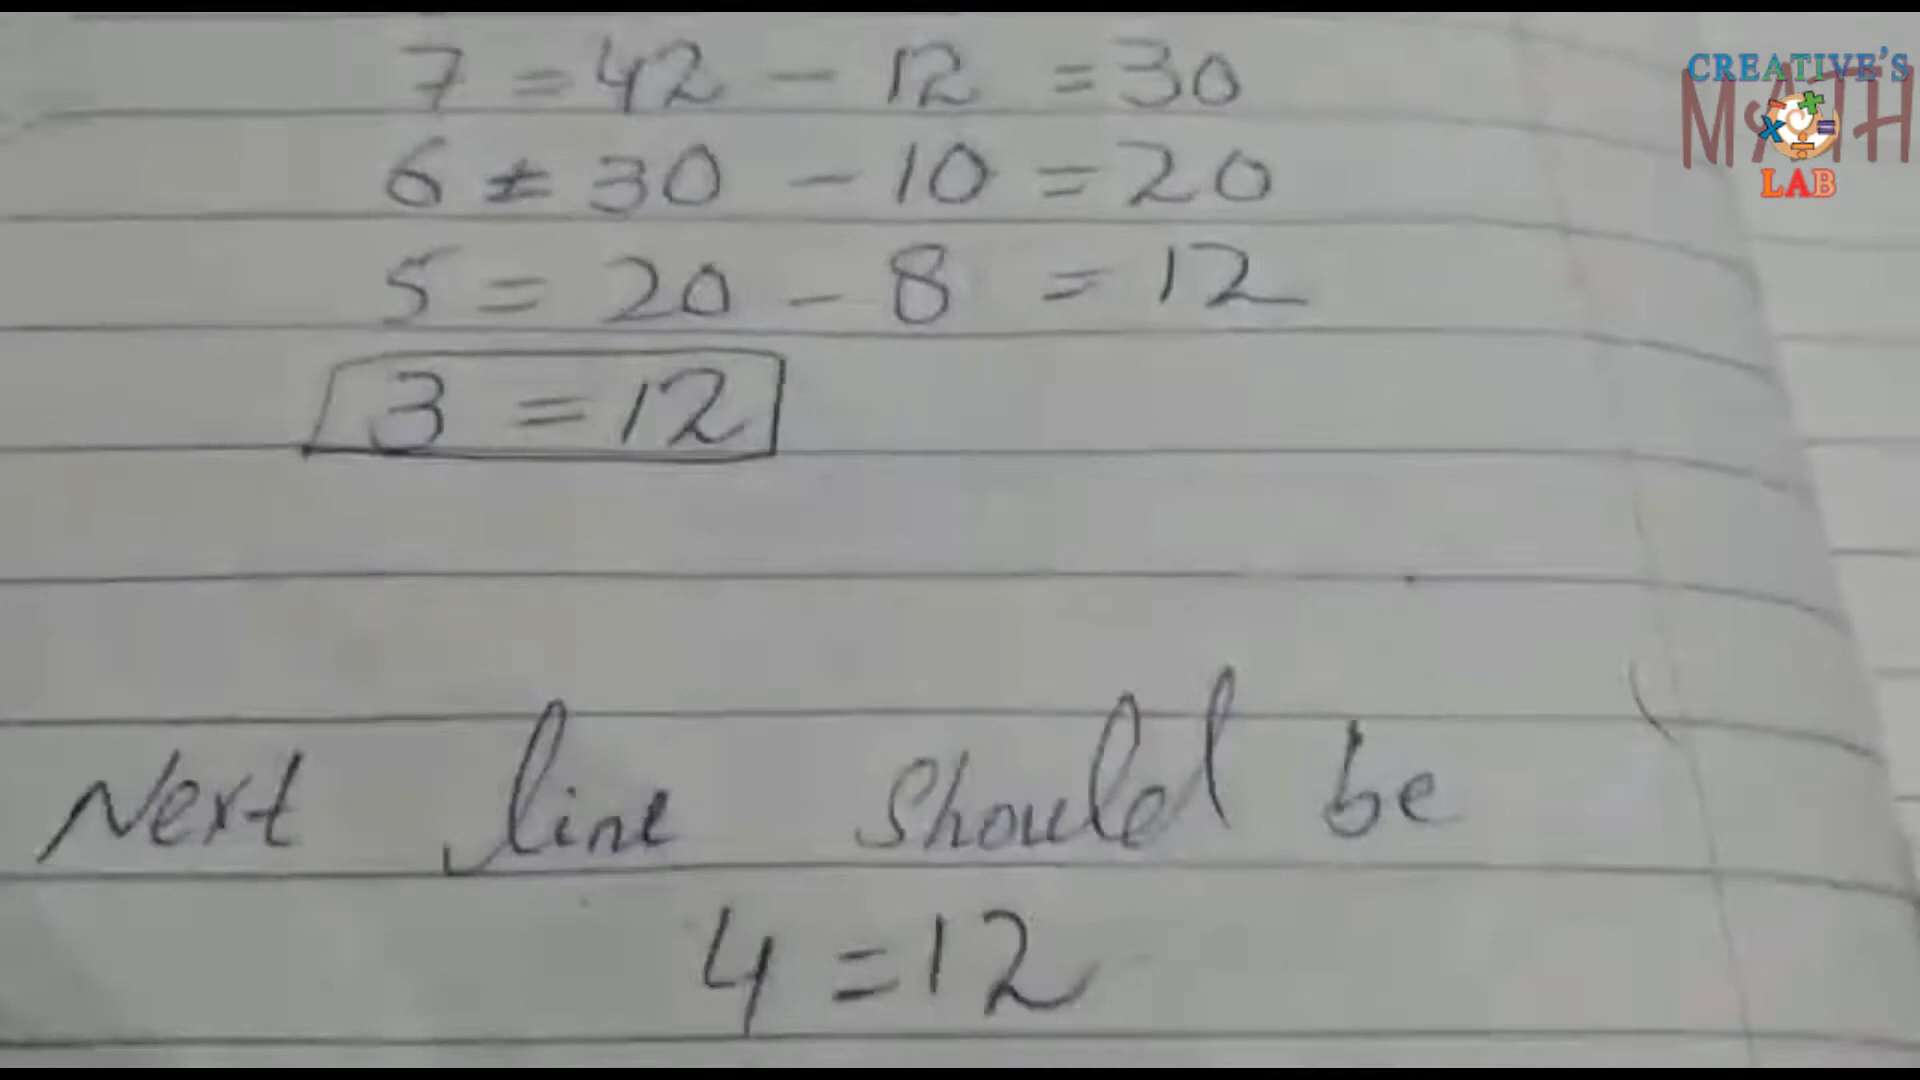 7 = 42 - 12 = 30
6 = 30 - 10 = 20
5 = 20 - 8 = 12
3 = 12
Next line should be
4 = 12
CREATIVE'S
MATH
LAB